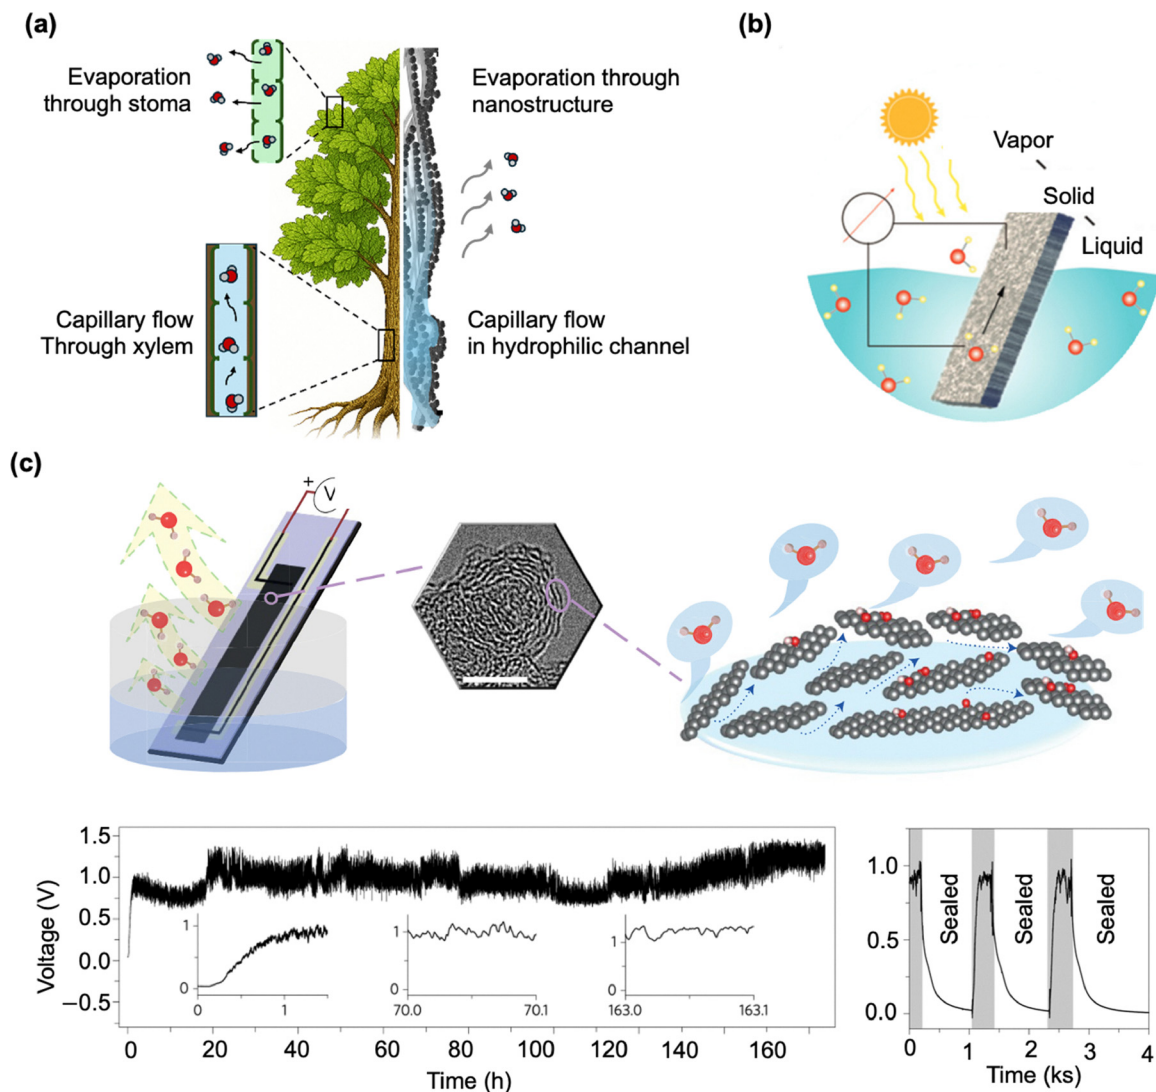 (a)
Evaporation
through stoma
Evaporation through
nanostructure
Capillary flow
Through xylem
Capillary flow
in hydrophilic channel
(b)
Vapor
Solid
Liquid
(c)
+
V
Voltage (V)
1.5
1.0
0.5
0.0
−0.5
1
0
0
1
1
0
70.0
70.1
1
0
163.0
163.1
0
20
40
60
80
100
120
140
160
Time (h)
1.0
0.5
0.0
Sealed
Sealed
Sealed
0
1
2
3
4
Time (ks)